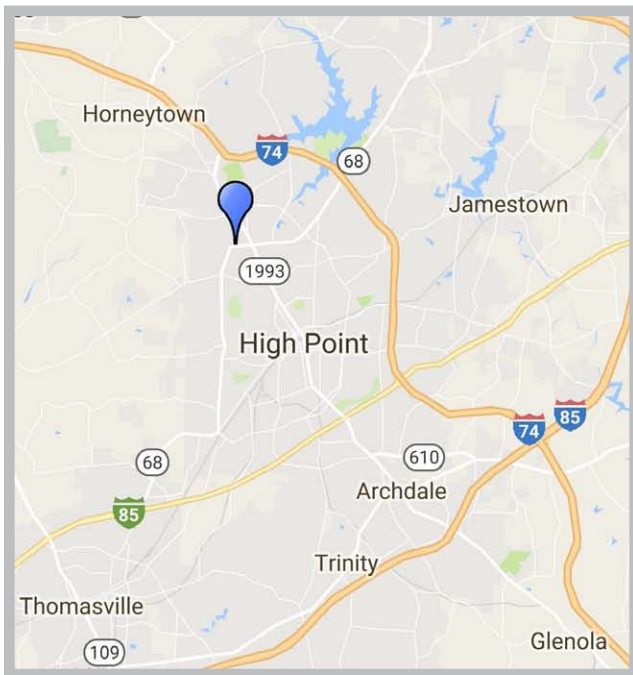 Horneytown
74
68
Jamestown
1993
High Point
85
74
68
610
Archdale
85
Trinity
Thomasville
109
Glenola